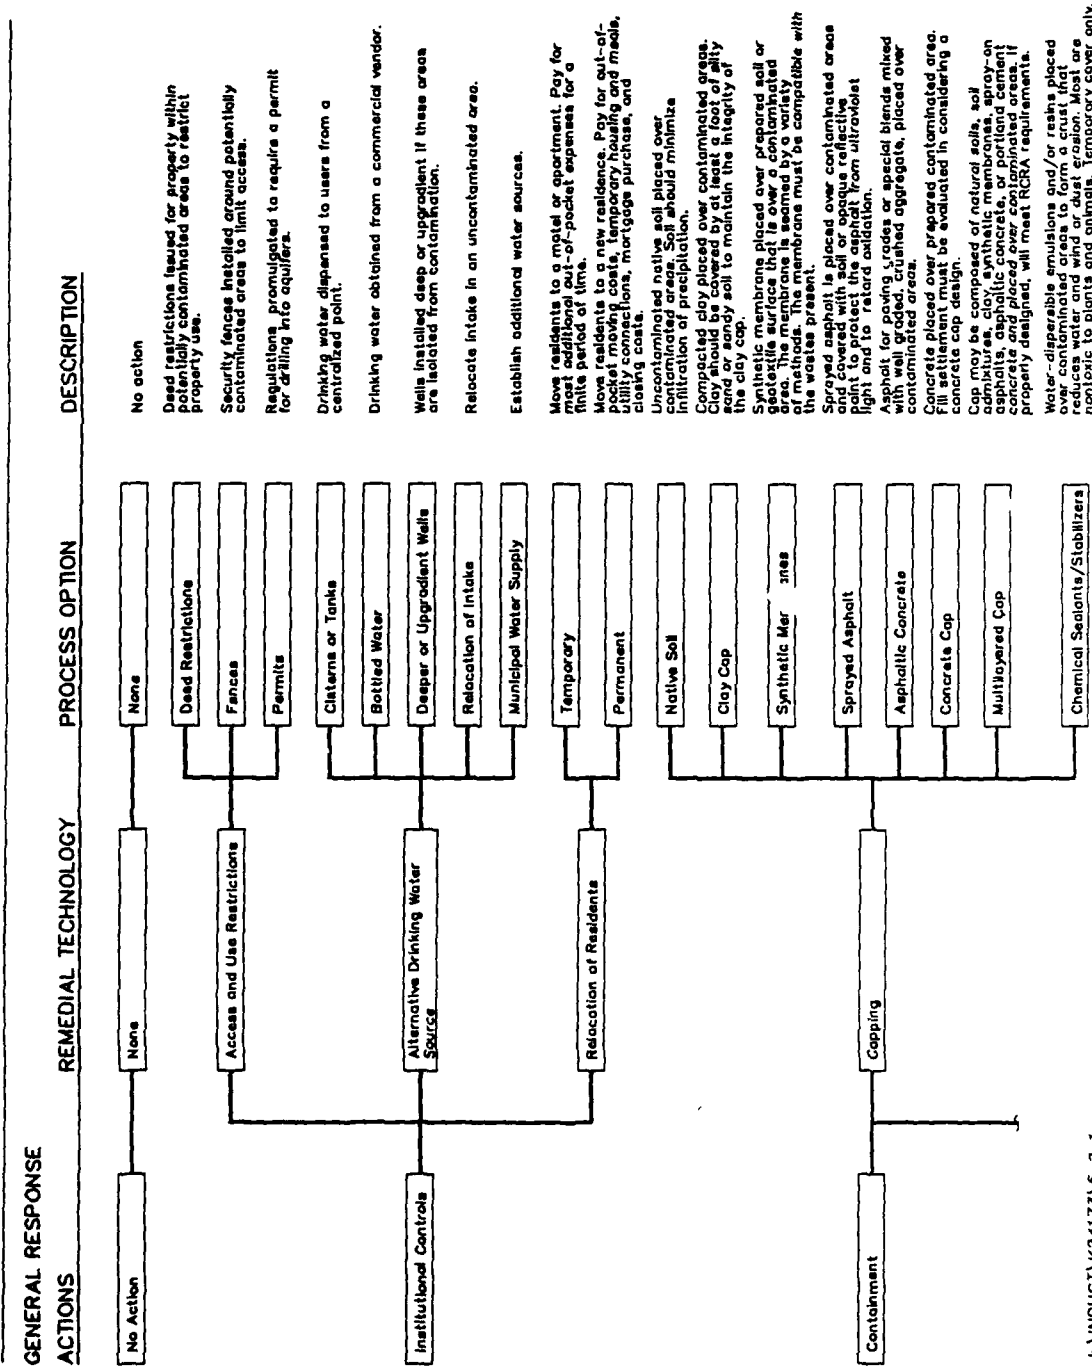 GENERAL RESPONSE
ACTIONS
REMEDIAL TECHNOLOGY
PROCESS OPTION
DESCRIPTION
No Action
None
None
No action
Institutional Controls
Access and Use Restrictions
Deed Restrictions
Deed restrictions issued for property within
potentially contaminated areas to restrict
property use.
Fences
Security fences installed around potentially
contaminated areas to limit access.
Permits
Regulations promulgated to require a permit
for drilling info aquifers.
Alternative Drinking Water
Source
Cisterns or Tanks
Drinking water dispensed to users from a
centralized point.
Bottled Water
Drinking water obtained from a commercial vendor.
Deeper or Upgradient Wells
Wells installed deep or upgradient if these areas
are isolated from contamination.
Relocation of Intake
Relocate intake in an uncontaminated area.
Municipal Water Supply
Establish additional water sources.
Relocation of Residents
Temporary
Move residents to a motel or apartment. Pay for
most additional out-of-pocket expenses for a
finite period of time.
Permanent
Move residents to a new residence. Pay for out-of-
pocket moving costs, temporary housing and meals,
utility connections, mortgage purchase, and
closing costs.
Containment
Capping
Native Soil
Uncontaminated native soil placed over
contaminated areas. Soil should minimize
infiltration of precipitation.
Clay Cap
Compacted clay placed over contaminated areas.
Clay should be covered by at least a foot of silty
sand or sandy soil to maintain the integrity of
the clay cap.
Synthetic
Synthetic membrane placed over prepared soil or
geotextile surface that is over a contaminated
area. The membrane is seamed by a variety
of methods. The membrane must be compatible with
the wastes present.
Sprayed Asphalt
Sprayed asphalt is placed over contaminated areas
and covered with soil or opaque reflective
paint to protect the asphalt from ultraviolet
light and to retard oxidation.
Asphaltic Concrete
Asphalt for paving grades or special blends mixed
with well graded, crushed aggregate, placed over
contaminated areas.
Concrete Cap
Concrete placed over prepared contaminated area.
Fill settlement must be evaluated in considering a
concrete cap design.
Multilayered Cap
Cap may be composed of natural soils, soil
admixtures, clay, synthetic membranes, spray-on
asphalts, asphaltic concrete, or portland cement
concrete and placed over contaminated areas. If
properly designed, will meet RCRA requirements.
Chemical Sealants/Stabilizers
Water-dispersible emulsions and/or resins placed
over contaminated areas to form a crust that
reduces water and wind or dust erosion. Most are
nontoxic to plants and animals. Temporary cover only.